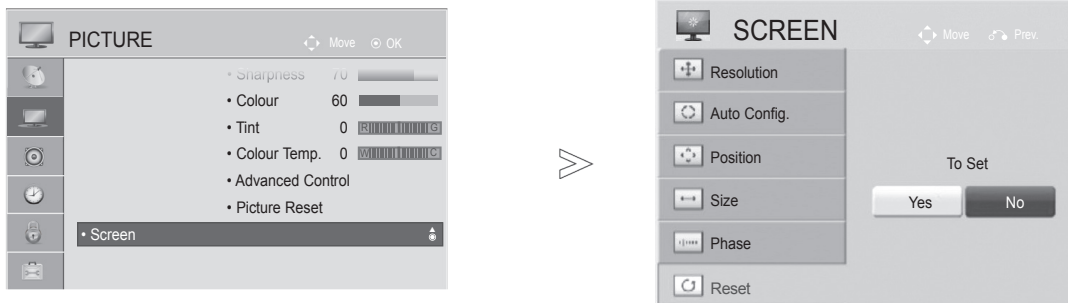 PICTURE
Move OK
• Sharpness 70
• Colour 60
• Tint 0 R G
• Colour Temp. 0 W C
• Advanced Control
• Picture Reset
• Screen
SCREEN
Move Prev.
Resolution
Auto Config.
Position
Size
Phase
Reset
To Set
Yes No